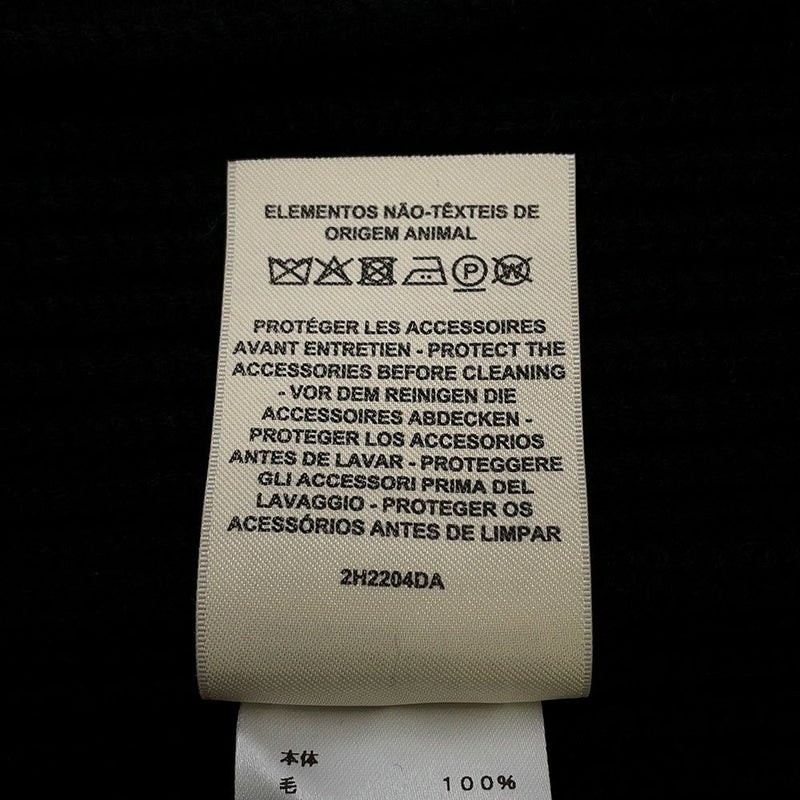 ELEMENTOS NÃO-TÊXTEIS DE
ORIGEM ANIMAL
P W
PROTÉGER LES ACCESSOIRES
AVANT ENTRETIEN - PROTECT THE
ACCESSORIES BEFORE CLEANING
- VOR DEM REINIGEN DIE
ACCESSOIRES ABDECKEN -
PROTEGER LOS ACCESORIOS
ANTES DE LAVAR - PROTEGGERE
GLI ACCESSORI PRIMA DEL
LAVAGGIO - PROTEGER OS
ACESSÓRIOS ANTES DE LIMPAR
2H2204DA
本体
毛 100%